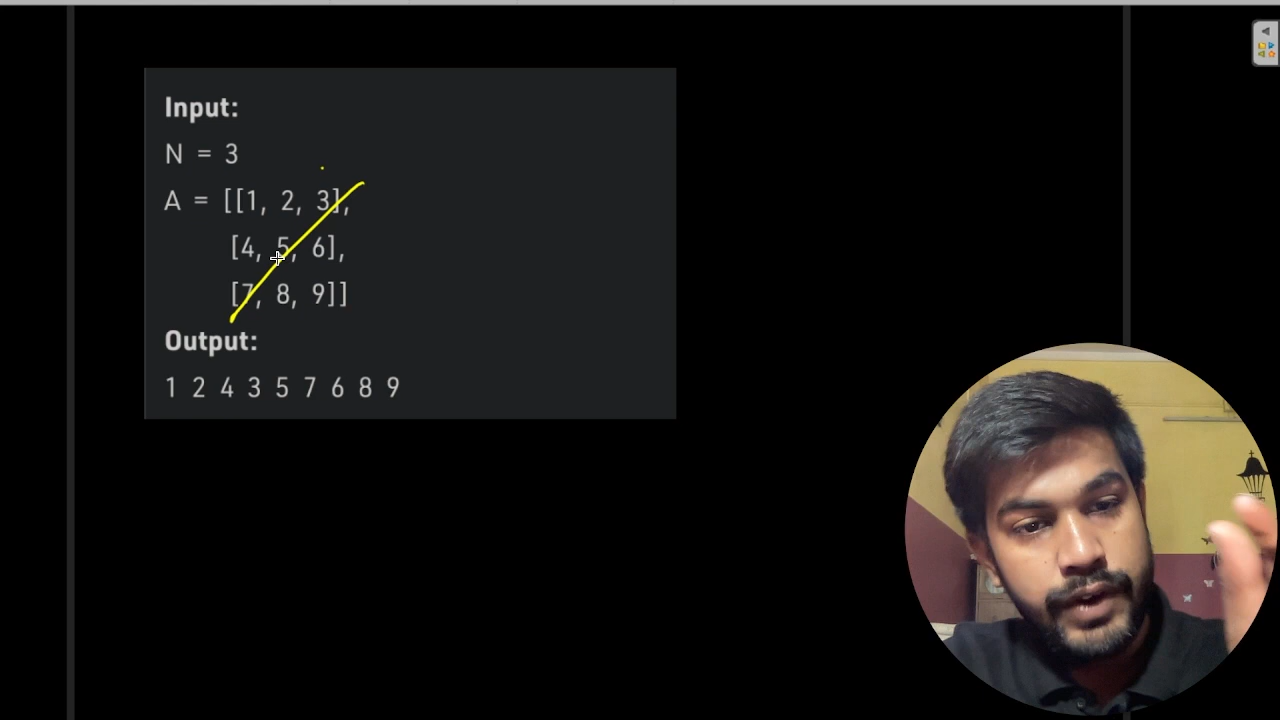 Input:
N = 3
A = [[1, 2, 3],
[4, 5, 6],
[7, 8, 9]]
Output:
1 2 4 3 5 7 6 8 9